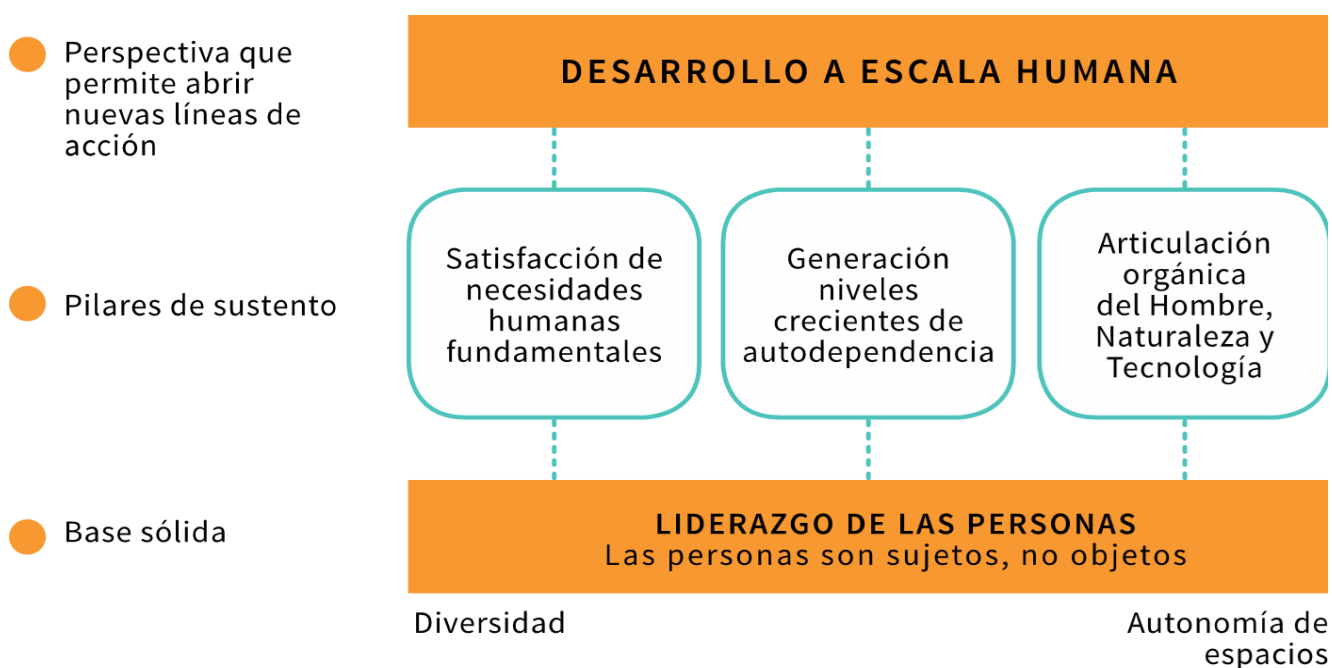 Perspectiva que
permite abrir
nuevas líneas de
acción
DESARROLLO A ESCALA HUMANA
Pilares de sustento
Satisfacción de
necesidades
humanas
fundamentales
Generación
niveles
crecientes de
autodependencia
Articulación
orgánica
del Hombre,
Naturaleza y
Tecnología
Base sólida
LIDERAZGO DE LAS PERSONAS
Las personas son sujetos, no objetos
Diversidad
Autonomía de
espacios